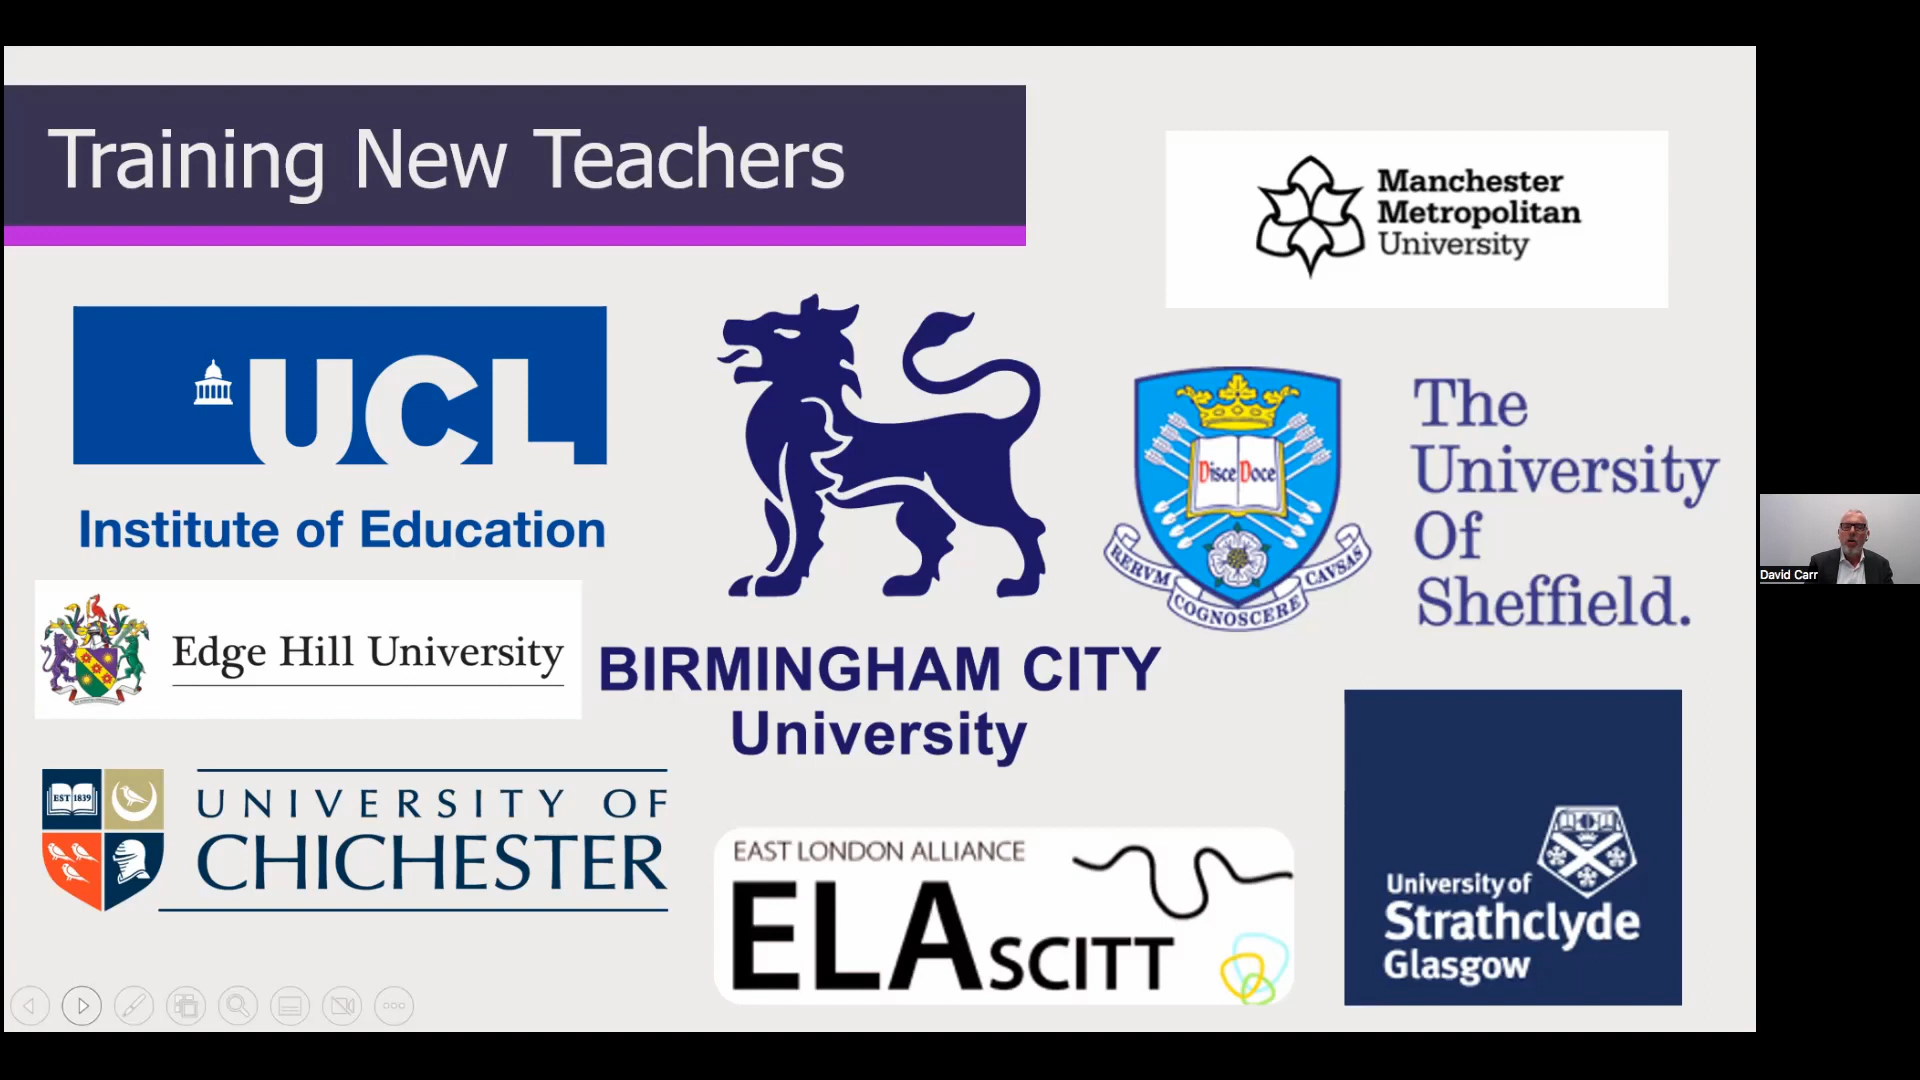 Training New Teachers
Manchester
Metropolitan
University
UCL
Institute of Education
BIRMINGHAM CITY
University
Disce Doce
RERVM
COGNOSCERE
CAVSAS
The
University
Of
Sheffield.
Edge Hill University
EST 1839
UNIVERSITY OF
CHICHESTER
EAST LONDON ALLIANCE
ELASCITT
University of
Strathclyde
Glasgow
David Carr